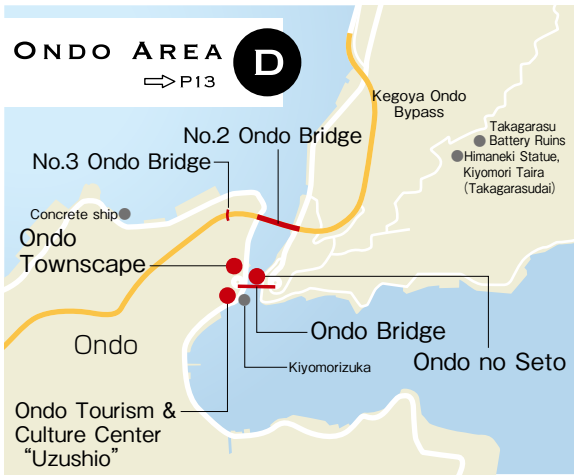 ONDO AREA
D
⇨P13
Kegoya Ondo
Bypass
Takagarasu
Battery Ruins
Himaneki Statue,
Kiyomori Taira
(Takagarasudai)
No.2 Ondo Bridge
No.3 Ondo Bridge
Concrete ship
Ondo
Townscape
Ondo Bridge
Ondo
Kiyomorizuka
Ondo no Seto
Ondo Tourism &
Culture Center
“Uzushio”